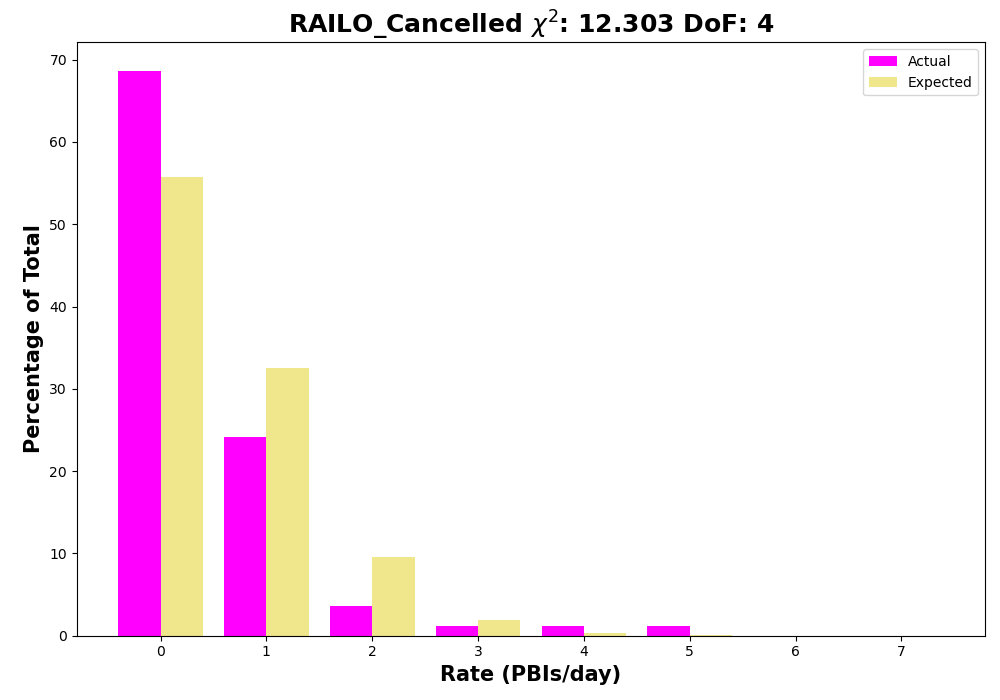 RAILO_Cancelled χ²: 12.303 DoF: 4
Actual
Expected
70
60
50
40
30
20
10
0
Percentage of Total
0 1 2 3 4 5 6 7
Rate (PBIs/day)